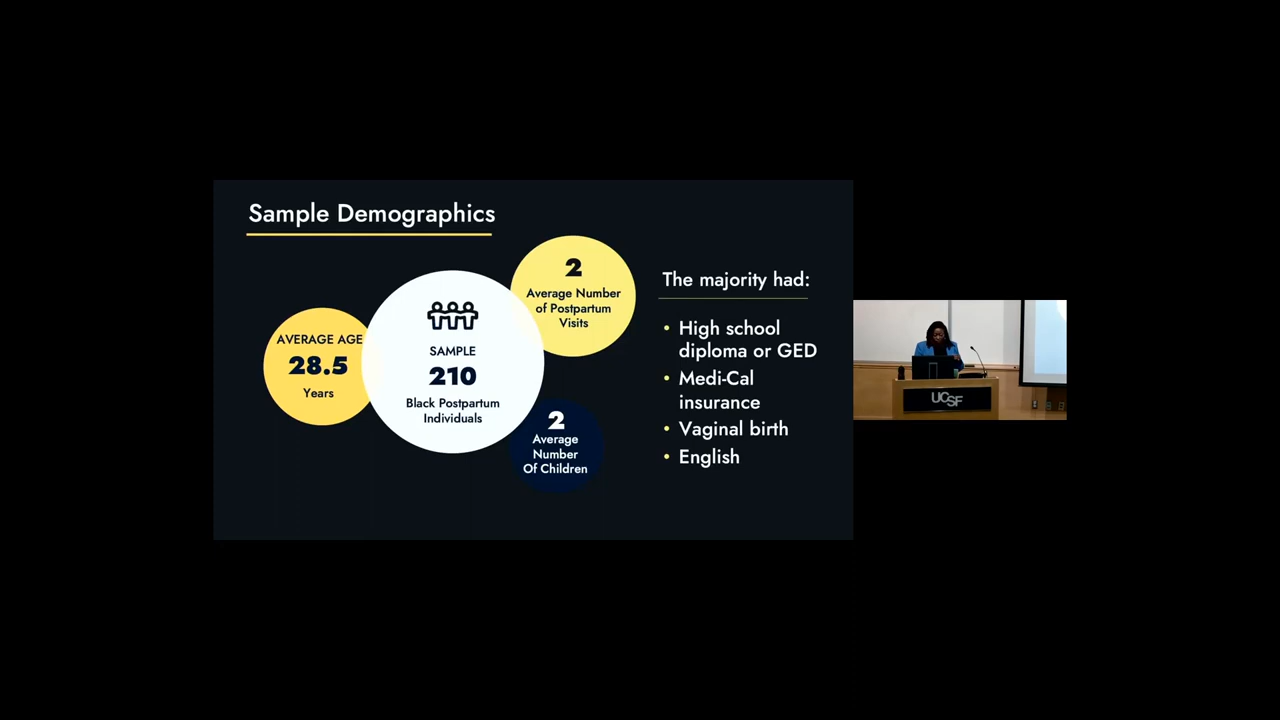 Sample Demographics
AVERAGE AGE
28.5
Years
SAMPLE
210
Black Postpartum
Individuals
2
Average Number
of Postpartum
Visits
2
Average
Number
Of Children
The majority had:
• High school
diploma or GED
• Medi-Cal
insurance
• Vaginal birth
• English
UCSF